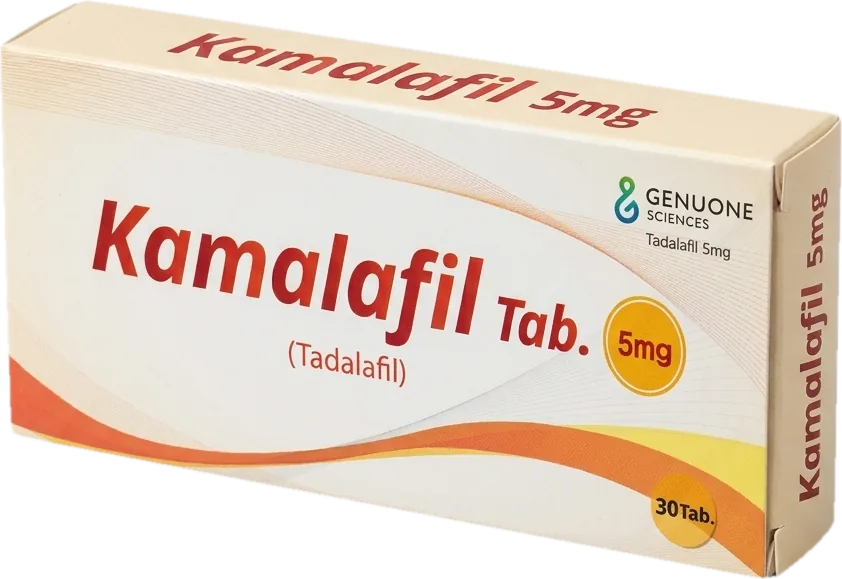 Kamalafil 5mg
GENUONE
SCIENCES
Tadalafil 5mg
Kamalafil Tab.
5mg
(Tadalafil)
30Tab.
Kamalafil 5mg